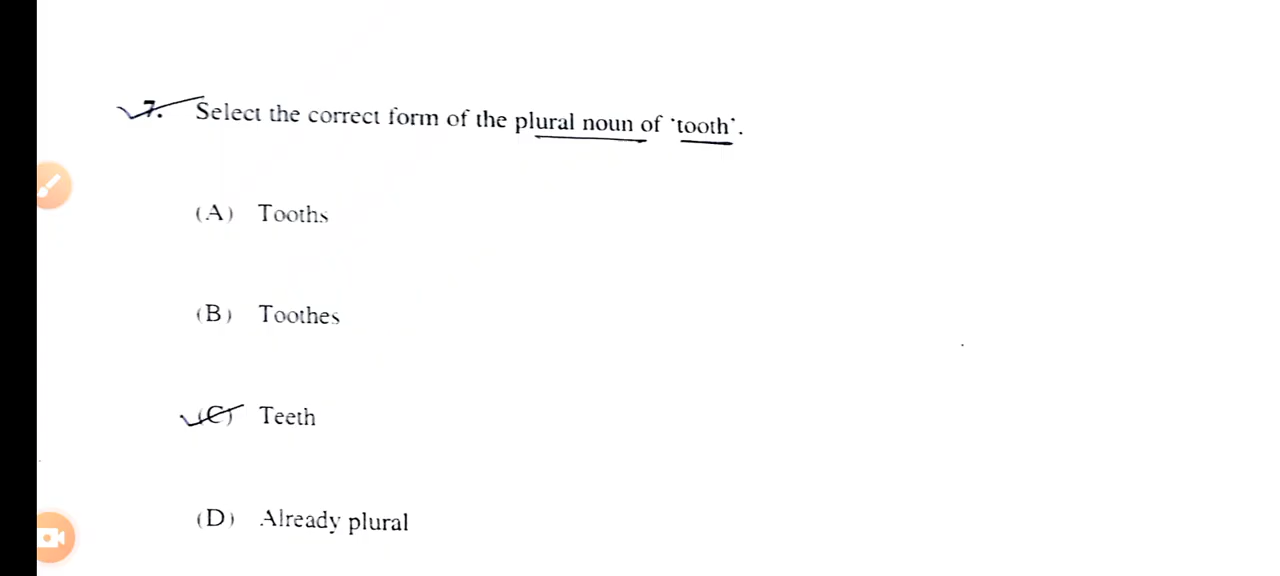 7. Select the correct form of the plural noun of 'tooth'.
(A) Tooths
(B) Toothes
(C) Teeth
(D) Already plural